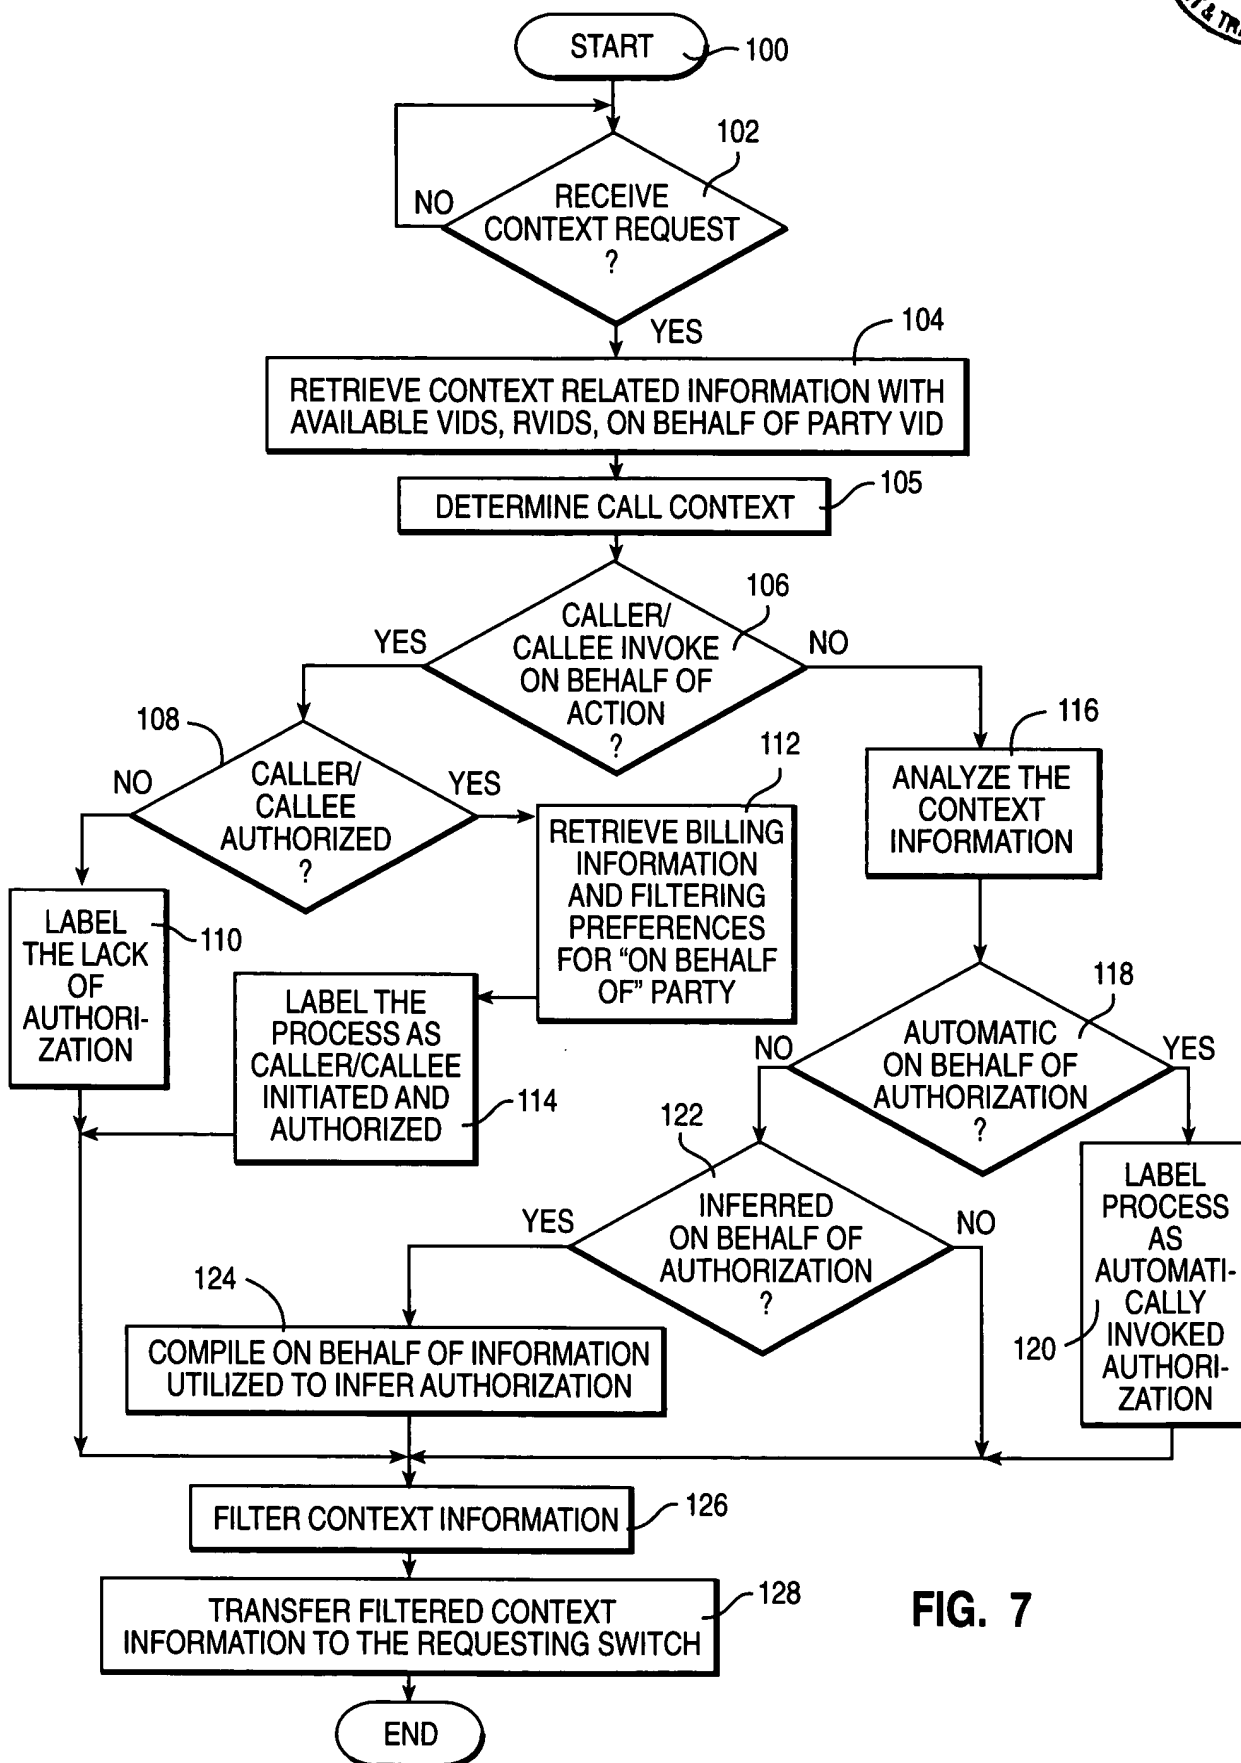 & TR
START
100
102
NO
RECEIVE
CONTEXT REQUEST
?
YES
104
RETRIEVE CONTEXT RELATED INFORMATION WITH
AVAILABLE VIDS, RVIDS, ON BEHALF OF PARTY VID
105
DETERMINE CALL CONTEXT
106
CALLER/
CALLEE INVOKE
ON BEHALF OF
ACTION
?
YES
NO
108
NO
CALLER/
CALLEE
AUTHORIZED
?
YES
112
RETRIEVE BILLING
INFORMATION
AND FILTERING
PREFERENCES
FOR “ON BEHALF
OF” PARTY
116
ANALYZE THE
CONTEXT
INFORMATION
LABEL
THE LACK
OF
AUTHORI-
ZATION
110
LABEL THE
PROCESS AS
CALLER/CALLEE
INITIATED AND
AUTHORIZED
114
118
NO
AUTOMATIC
ON BEHALF OF
AUTHORIZATION
?
YES
122
YES
INFERRED
ON BEHALF OF
AUTHORIZATION
?
NO
LABEL
PROCESS
AS
AUTOMATI-
CALLY
INVOKED
AUTHORI-
ZATION
120
124
COMPILE ON BEHALF OF INFORMATION
UTILIZED TO INFER AUTHORIZATION
FILTER CONTEXT INFORMATION
126
TRANSFER FILTERED CONTEXT
INFORMATION TO THE REQUESTING SWITCH
128
FIG. 7
END